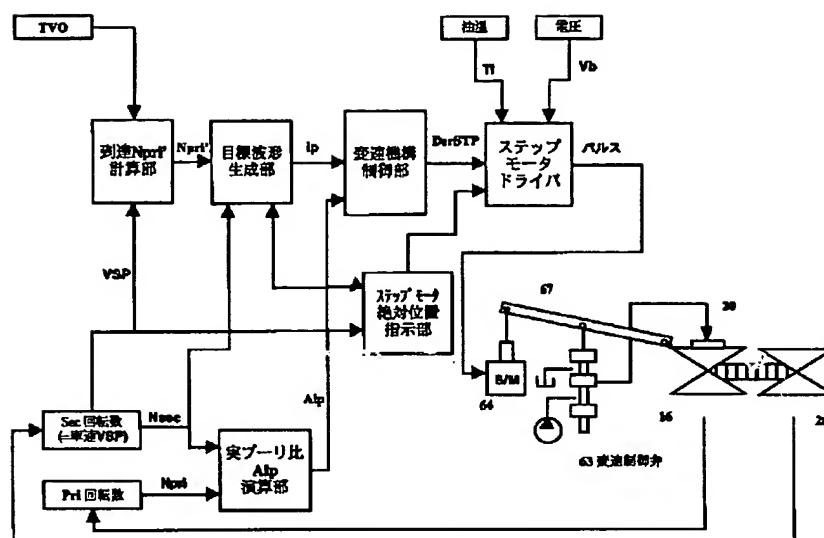 TVO
油温
電圧
Tf
Vb
到達Npri'
計算部
Npri'
目標波形
生成部
ip
変速機構
制御部
DsrSTP
ステップ
モータ
ドライバ
パルス
VSP
ステップモータ
絶対位置
指示部
67
20
S/M
64
16
26
63 変速制御弁
Aip
Sec 回転数
(=車速VSP)
Nsec
実プーリ比
Aip
演算部
Pri 回転数
Npri